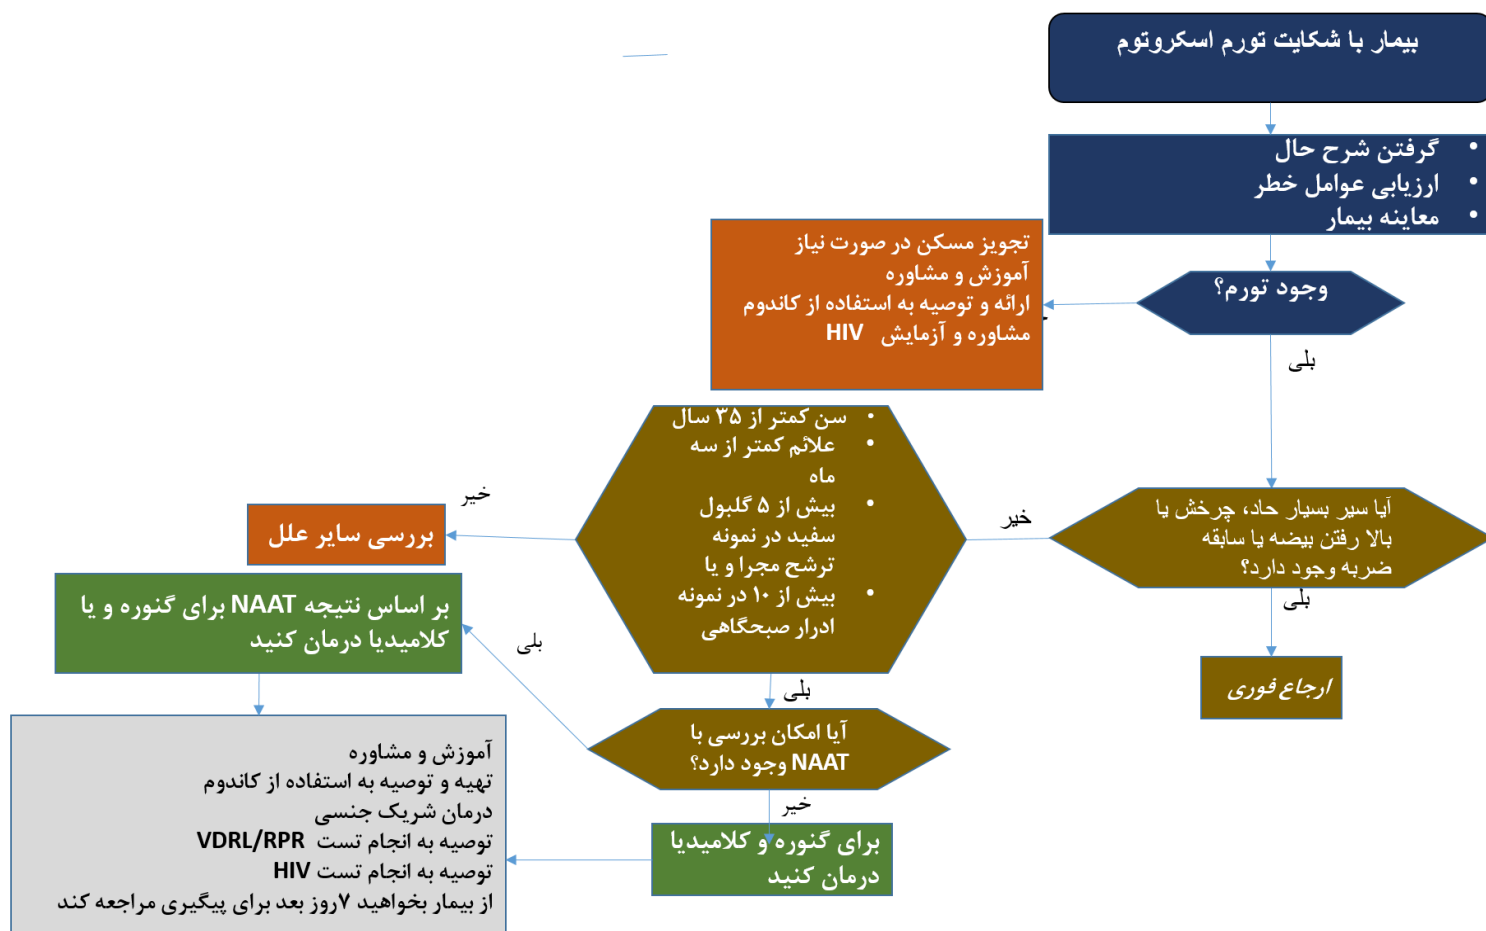 بیمار با شکایت تورم اسکروتوم
• گرفتن شرح حال
• ارزیابی عوامل خطر
• معاینه بیمار
وجود تورم؟
تجویز مسکن در صورت نیاز
آموزش و مشاوره
ارائه و توصیه به استفاده از کاندوم
مشاوره و آزمایش HIV
بلی
آیا سیر بسیار حاد، چرخش یا
بالا رفتن بیضه یا سابقه
ضربه وجود دارد؟
بلی
ارجاع فوری
خیر
• سن کمتر از ۳۵ سال
• علائم کمتر از سه
ماه
• بیش از ۵ گلبول
سفید در نمونه
ترشح مجرا و یا
• بیش از ۱۰ در نمونه
ادرار صبحگاهی
خیر
بررسی سایر علل
بلی
آیا امکان بررسی با
NAAT وجود دارد؟
بلی
بر اساس نتیجه NAAT برای گنوره و یا
کلامیدیا درمان کنید
خیر
برای گنوره و کلامیدیا
درمان کنید
آموزش و مشاوره
تهیه و توصیه به استفاده از کاندوم
درمان شریک جنسی
توصیه به انجام تست VDRL/RPR
توصیه به انجام تست HIV
از بیمار بخواهید ۷روز بعد برای پیگیری مراجعه کند